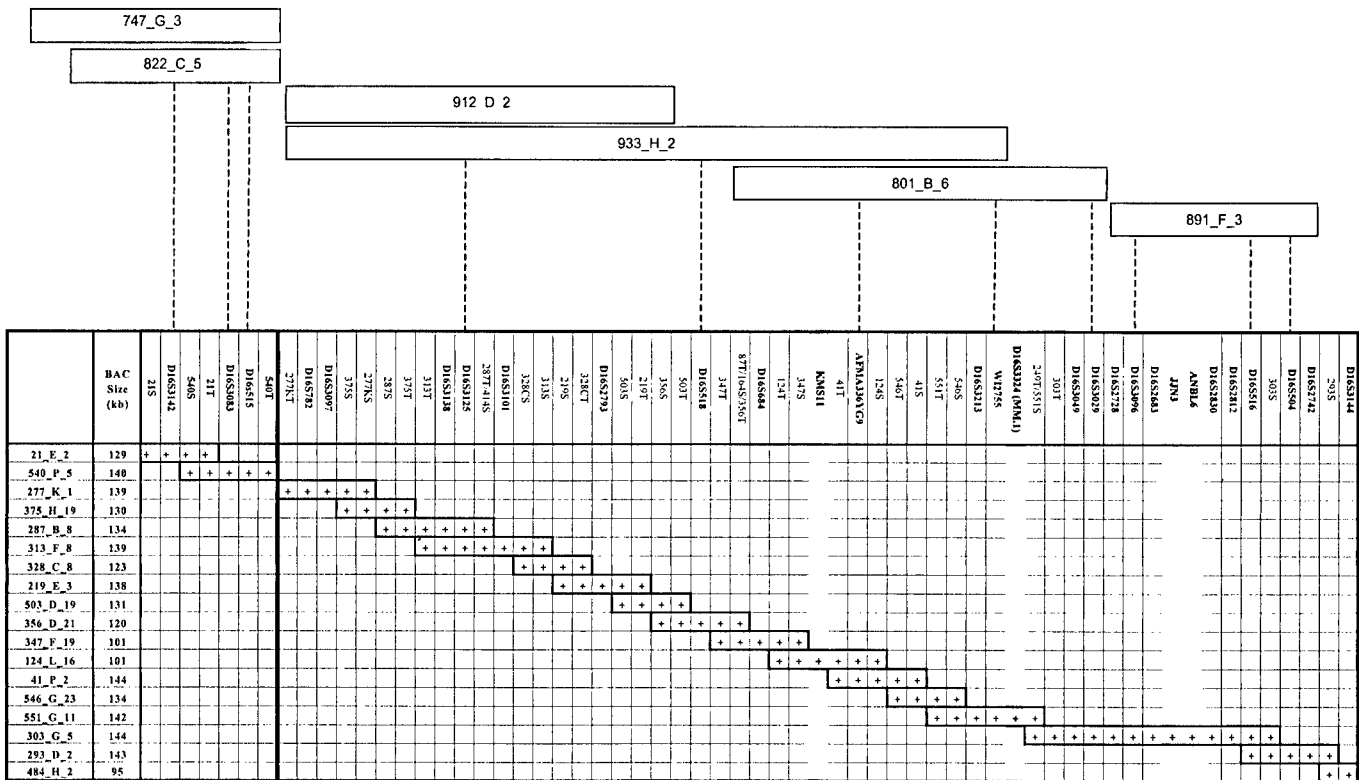 747_G_3
822_C_5
912_D_2
933_H_2
801_B_6
891_F_3
BAC Size (kb)
21S
D16S3142
540S
21T
D16S3083
D16s515
540T
277KT
D16S782
D16S3097
375S
277KS
287S
375T
313T
D16S3138
D16S3125
287T/414S
D16S3101
328CS
313S
219S
328CT
D16S2793
503S
219T
356S
503T
D16S518
347T
87T/164S/356T
D16S684
124T
347S
KMS11
41T
AFMA336YG9
124S
546T
41S
551T
546S
D16S3213
WI2755
D16S3324 (MM.1)
249T/551S
303T
D16S3049
D16S3029
D16S2728
D16S3096
D16S2683
JJN3
ANBL6
D16S2830
D16S2812
D16S516
303S
D16S504
D16S2742
293S
D16S3144
21_E_2 129 + + + +
540_P_5 140 + + + + +
277_K_1 139 + + + + +
375_H_19 130 + + + +
287_B_8 134 + + + + + +
313_F_8 139 + + + + + + +
328_C_8 123 + + + +
219_E_3 138 + + + + +
503_D_19 131 + + + +
356_D_21 120 + + + + +
347_F_19 101 + + + + +
124_L_16 101 + + + + + +
41_P_2 144 + + + + +
546_G_23 134 + + + +
551_G_11 142 + + + + + +
303_G_5 144 + + + + + + + + + + + + +
293_D_2 143 + + + + +
484_H_2 95 + +